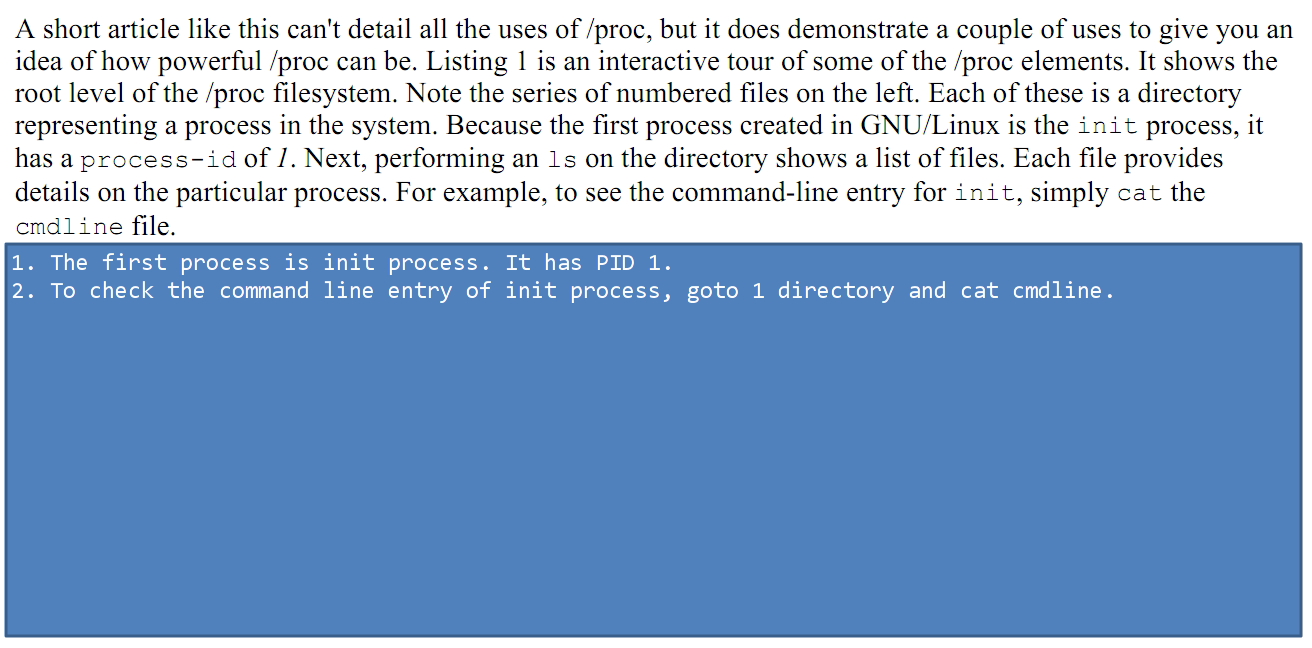 A short article like this can't detail all the uses of /proc, but it does demonstrate a couple of uses to give you an
idea of how powerful /proc can be. Listing 1 is an interactive tour of some of the /proc elements. It shows the
root level of the /proc filesystem. Note the series of numbered files on the left. Each of these is a directory
representing a process in the system. Because the first process created in GNU/Linux is the init process, it
has a process-id of 1. Next, performing an ls on the directory shows a list of files. Each file provides
details on the particular process. For example, to see the command-line entry for init, simply cat the
cmdline file.
1. The first process is init process. It has PID 1.
2. To check the command line entry of init process, goto 1 directory and cat cmdline.